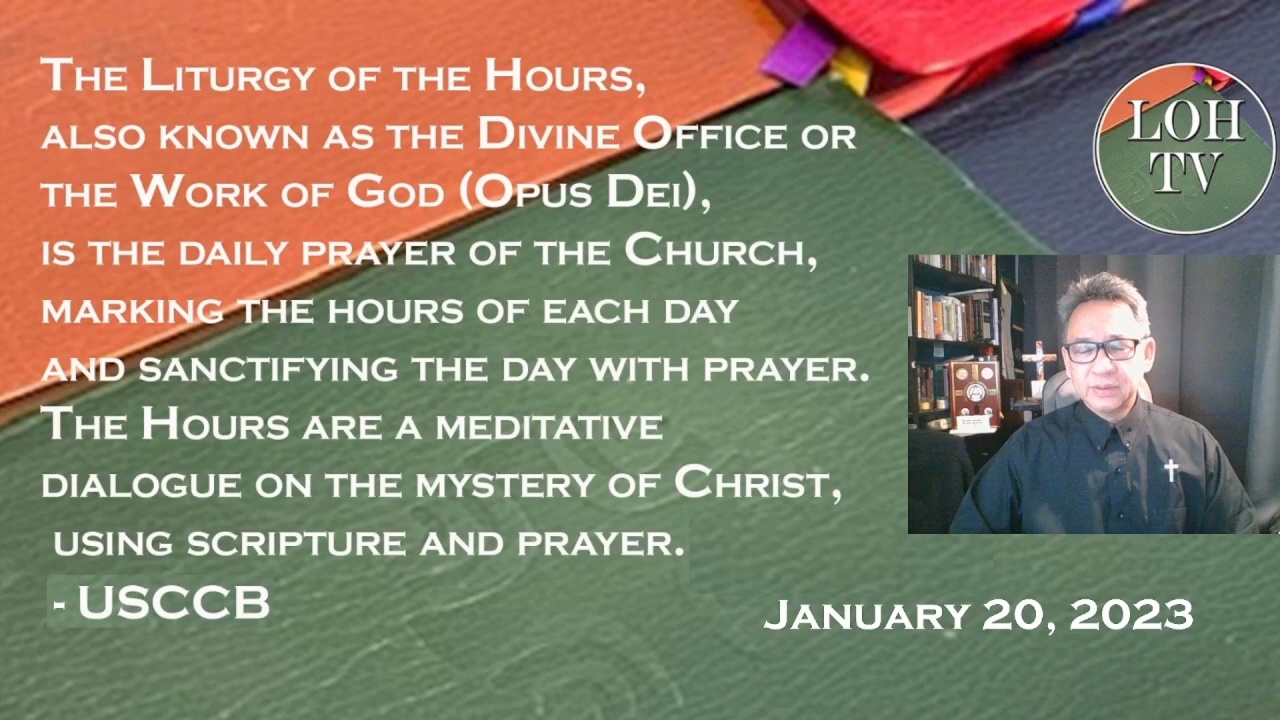 The Liturgy of the Hours,
also known as the Divine Office or
the Work of God (Opus Dei),
is the daily prayer of the Church,
marking the hours of each day
and sanctifying the day with prayer.
The Hours are a meditative
dialogue on the mystery of Christ,
using scripture and prayer.
- USCCB
LOH
TV
January 20, 2023